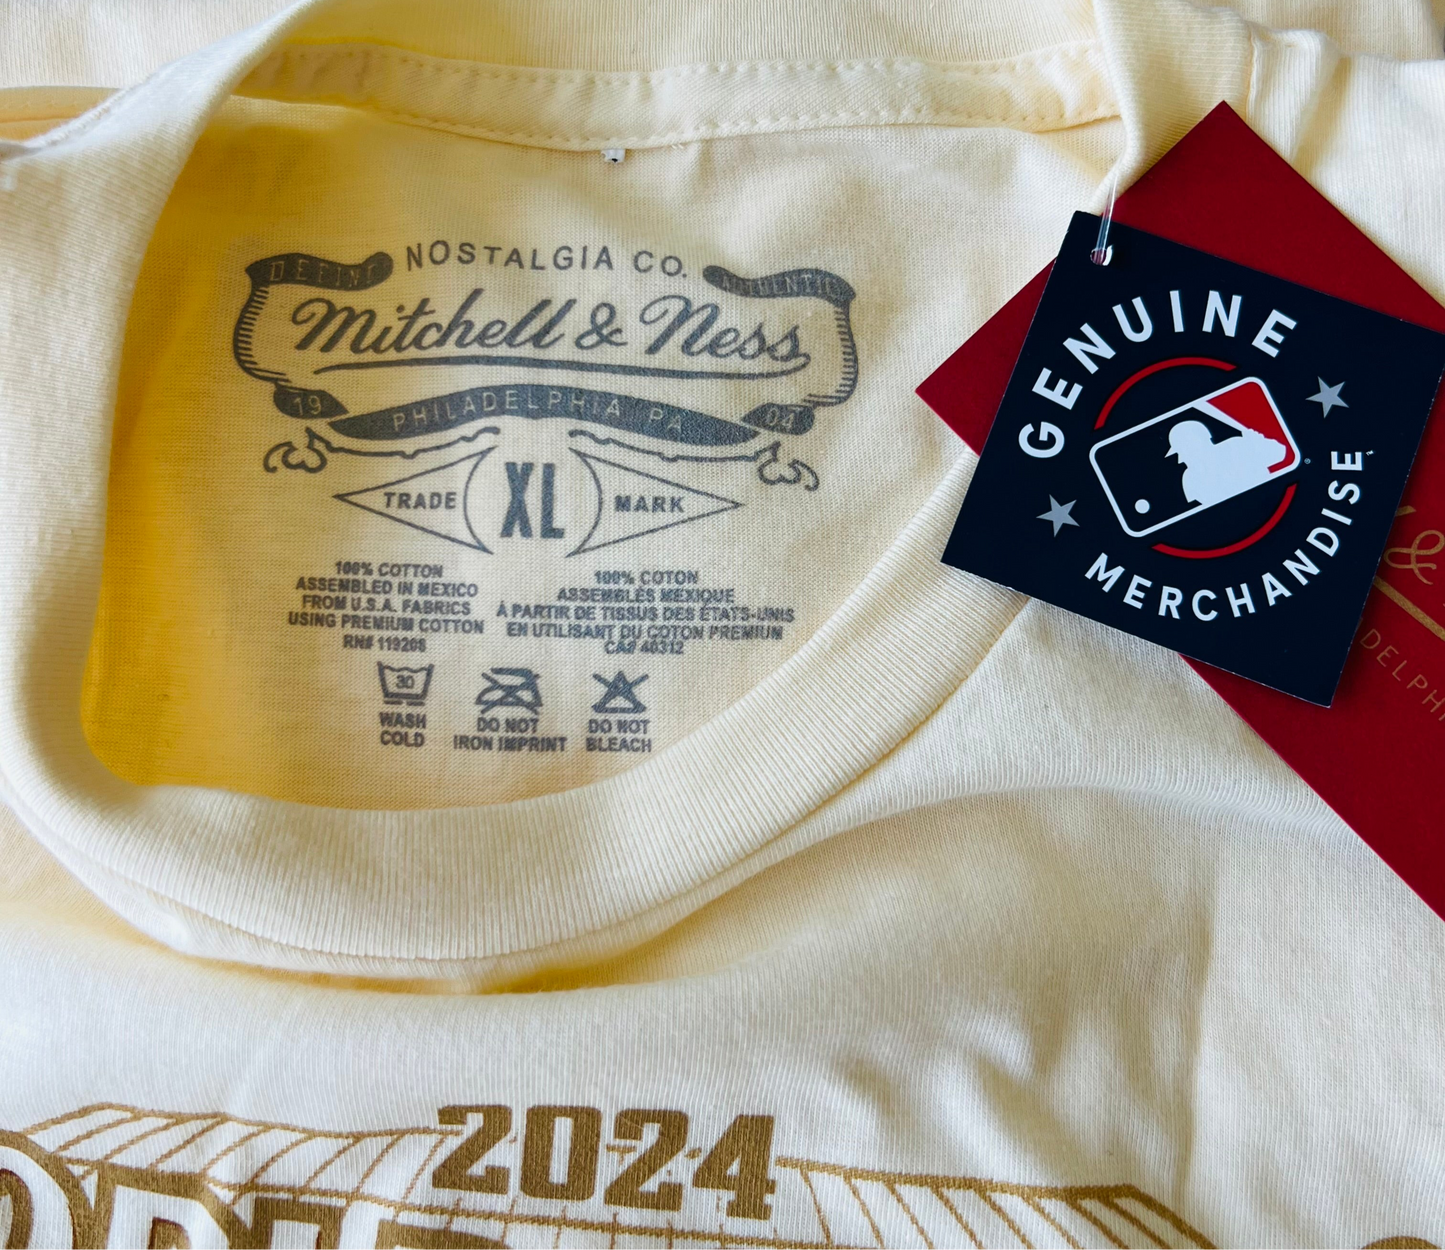 NOSTALGIA CO.
DEFINE
AUTHENTIC
Mitchell & Ness
19
PHILADELPHIA PA
04
TRADE
XL
MARK
100% COTTON
ASSEMBLED IN MEXICO
FROM U.S.A. FABRICS
USING PREMIUM COTTON
RN# 119208
100% COTON
ASSEMBLÉS MEXIQUE
À PARTIR DE TISSUS DES ÉTATS-UNIS
EN UTILISANT DU COTON PREMIUM
CA# 40312
30
WASH
COLD
DO NOT
IRON IMPRINT
DO NOT
BLEACH
GENUINE
MERCHANDISE
&
DELPHI
2024